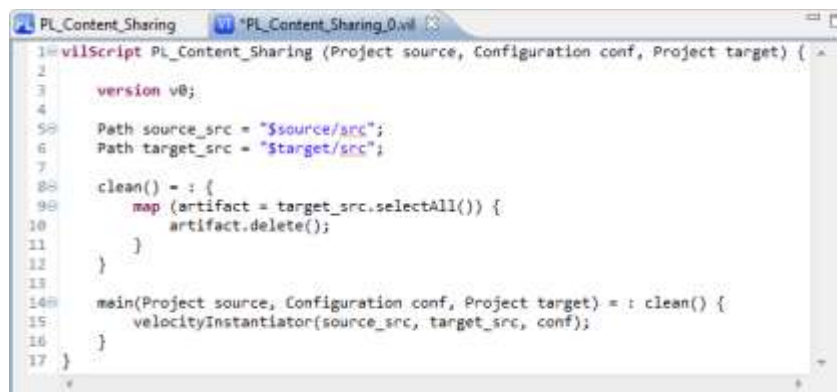 PL_Content_Sharing *PL_Content_Sharing_0.vil
1 vilScript PL_Content_Sharing (Project source, Configuration conf, Project target) {
2
3 version v0;
4
5 Path source_src = "$source/src";
6 Path target_src = "$target/src";
7
8 clean() = : {
9 map (artifact = target_src.selectAll()) {
10 artifact.delete();
11 }
12 }
13
14 main(Project source, Configuration conf, Project target) = : clean() {
15 velocityInstantiator(source_src, target_src, conf);
16 }
17 }